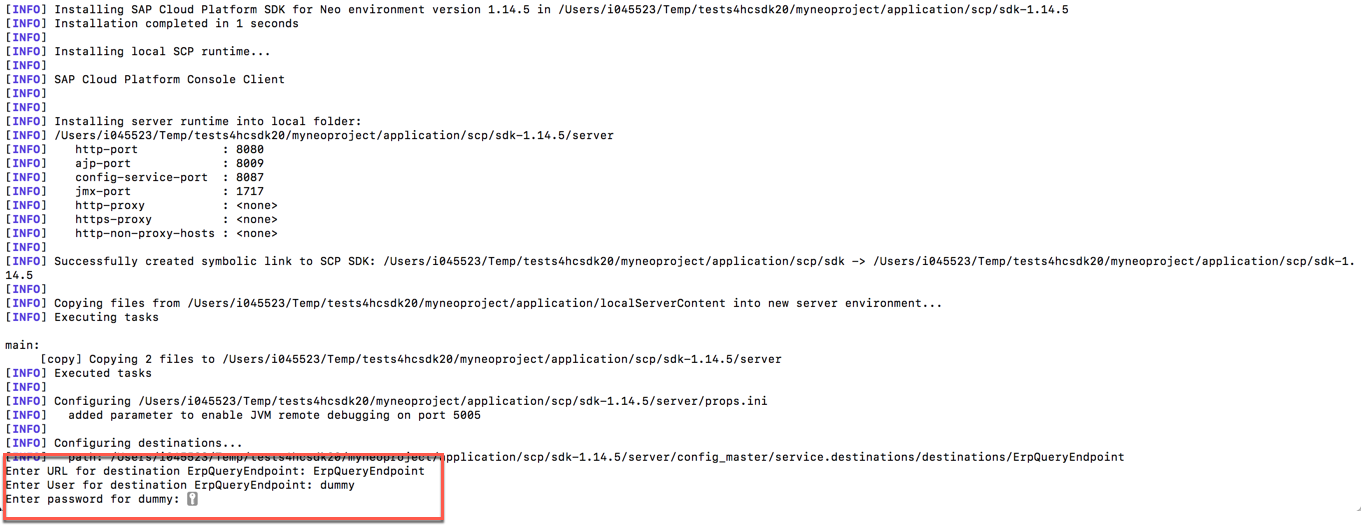 [INFO] Installing SAP Cloud Platform SDK for Neo environment version 1.14.5 in /Users/i045523/Temp/tests4hcsdk20/myneoproject/application/scp/sdk-1.14.5
[INFO] Installation completed in 1 seconds
[INFO]
[INFO] Installing local SCP runtime...
[INFO]
[INFO] SAP Cloud Platform Console Client
[INFO]
[INFO]
[INFO] Installing server runtime into local folder:
[INFO] /Users/i045523/Temp/tests4hcsdk20/myneoproject/application/scp/sdk-1.14.5/server
[INFO]    http-port            : 8080
[INFO]    ajp-port             : 8009
[INFO]    config-service-port  : 8087
[INFO]    jmx-port             : 1717
[INFO]    http-proxy           : <none>
[INFO]    https-proxy          : <none>
[INFO]    http-non-proxy-hosts : <none>
[INFO]
[INFO] Successfully created symbolic link to SCP SDK: /Users/i045523/Temp/tests4hcsdk20/myneoproject/application/scp/sdk -> /Users/i045523/Temp/tests4hcsdk20/myneoproject/application/scp/sdk-1.
14.5
[INFO]
[INFO] Copying files from /Users/i045523/Temp/tests4hcsdk20/myneoproject/application/localServerContent into new server environment...
[INFO] Executing tasks
main:
[copy] Copying 2 files to /Users/i045523/Temp/tests4hcsdk20/myneoproject/application/scp/sdk-1.14.5/server
[INFO] Executed tasks
[INFO]
[INFO] Configuring /Users/i045523/Temp/tests4hcsdk20/myneoproject/application/scp/sdk-1.14.5/server/props.ini
[INFO]   added parameter to enable JVM remote debugging on port 5005
[INFO]
[INFO] Configuring destinations...
[INFO]   path: /Users/i045523/Temp/tests4hcsdk20/myneoproject/application/scp/sdk-1.14.5/server/config_master/service.destinations/destinations/ErpQueryEndpoint
Enter URL for destination ErpQueryEndpoint: ErpQueryEndpoint
Enter User for destination ErpQueryEndpoint: dummy
Enter password for dummy: